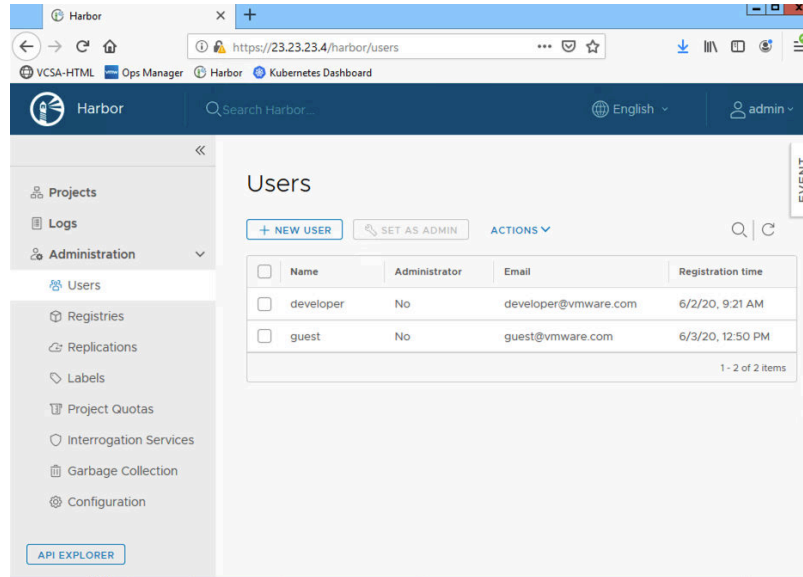 Harbor
https://23.23.23.4/harbor/users
VCSA-HTML Ops Manager Harbor Kubernetes Dashboard
Harbor Search Harbor... English admin
EVENT
Users
Projects
Logs
Administration
Users
Registries
Replications
Labels
Project Quotas
Interrogation Services
Garbage Collection
Configuration
API EXPLORER
+ NEW USER SET AS ADMIN ACTIONS
Name Administrator Email Registration time
developer No developer@vmware.com 6/2/20, 9:21 AM
guest No guest@vmware.com 6/3/20, 12:50 PM
1 - 2 of 2 items